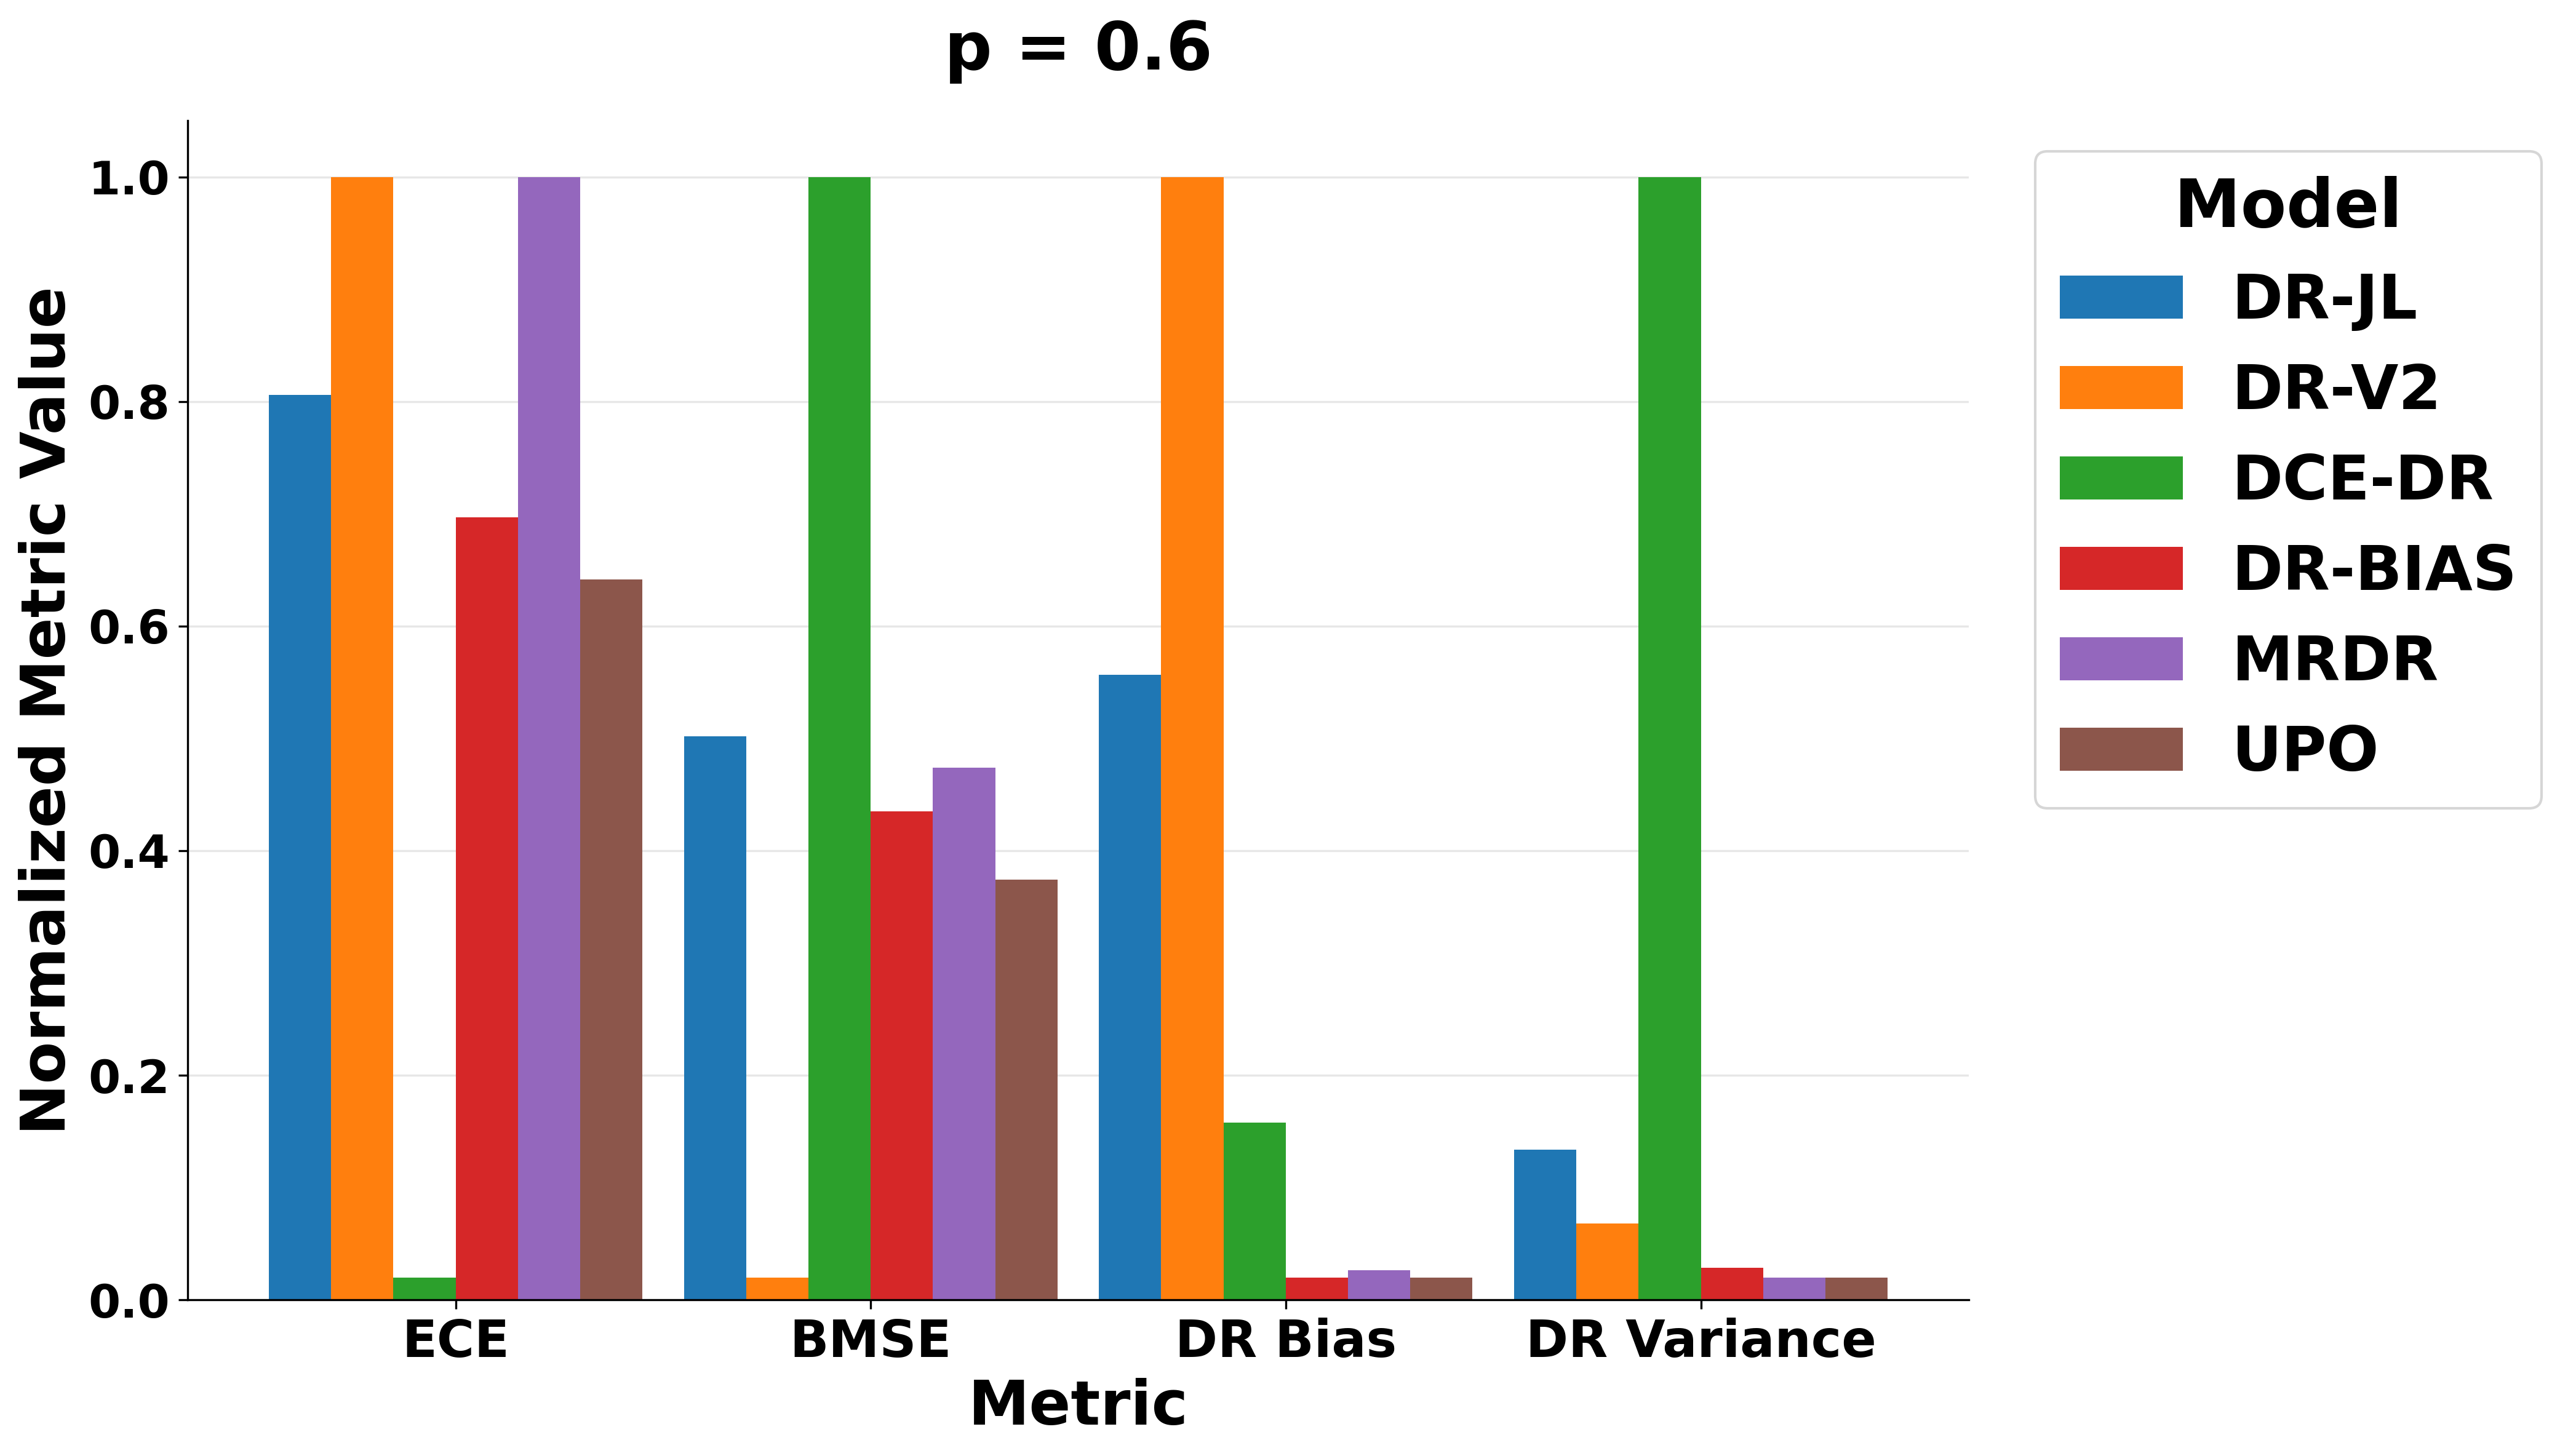 p = 0.6
Normalized Metric Value
1.0
0.8
0.6
0.4
0.2
0.0
ECE
BMSE
DR Bias
DR Variance
Metric
Model
DR-JL
DR-V2
DCE-DR
DR-BIAS
MRDR
UPO